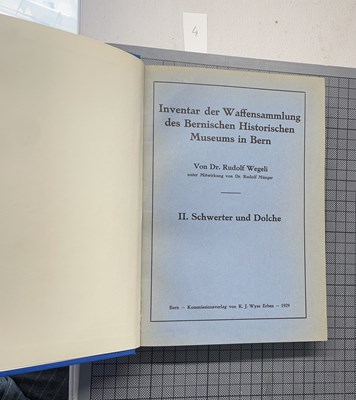 4
Inventar der Waffensammlung
des Bernischen Historischen
Museums in Bern
Von Dr. Rudolf Wegeli
unter Mitwirkung von Dr. Rudolf Münger
II. Schwerter und Dolche
Bern – Kommissionsverlag von K. J. Wyss Erben – 1929